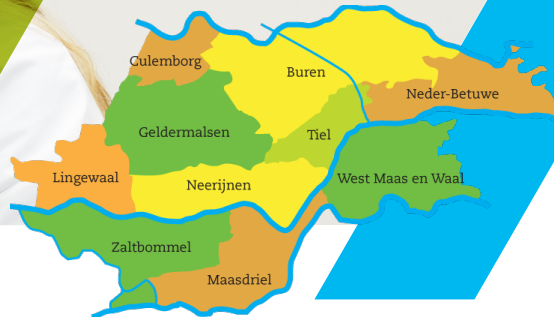 Culemborg
Buren
Neder-Betuwe
Geldermalsen
Tiel
Lingewaal
Neerijnen
West Maas en Waal
Zaltbommel
Maasdriel